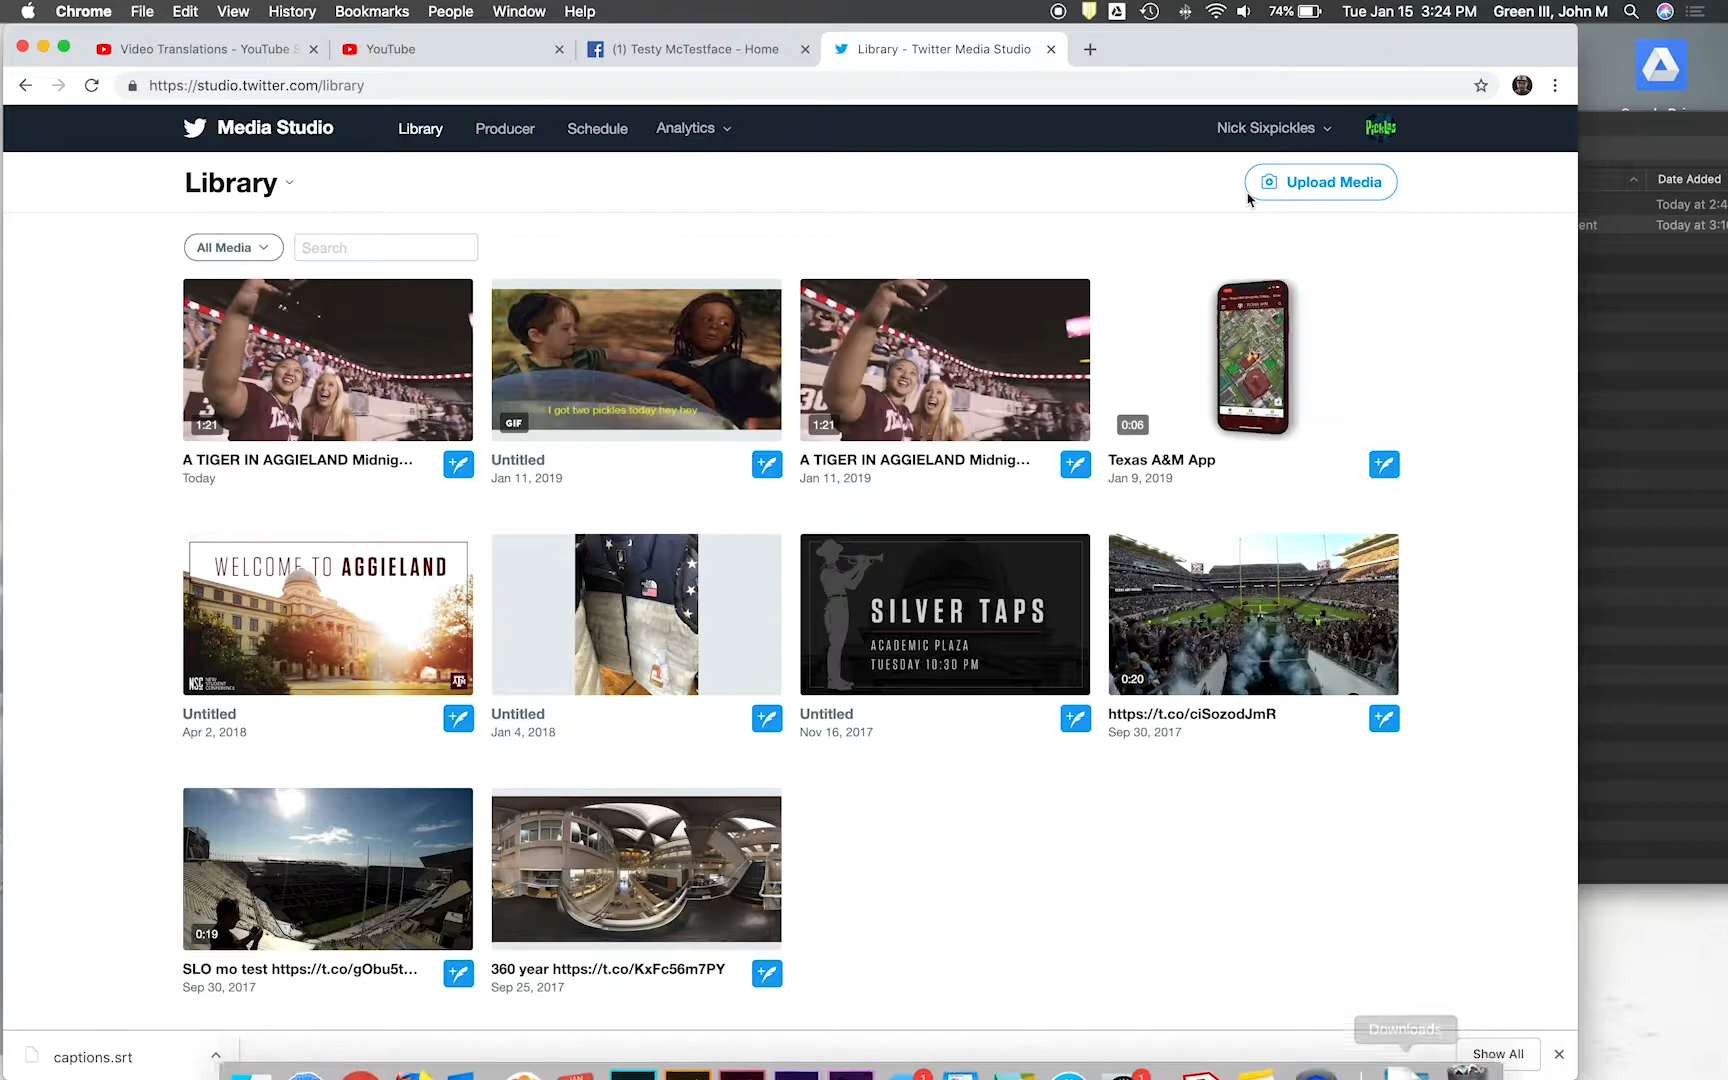 Chrome File Edit View History Bookmarks People Window Help 74% Tue Jan 15 3:24 PM Green III, John M
Video Translations - YouTube S YouTube (1) Testy McTestface - Home Library - Twitter Media Studio
https://studio.twitter.com/library
Media Studio Library Producer Schedule Analytics Nick Sixpickles Pickles
Library Upload Media
Date Added
Today at 2:4
ent Today at 3:10
All Media Search
1:21
I got two pickles today hey hey
GIF
1:21
0:06
A TIGER IN AGGIELAND Midnig...
Today
Untitled
Jan 11, 2019
A TIGER IN AGGIELAND Midnig...
Jan 11, 2019
Texas A&M App
Jan 9, 2019
WELCOME TO AGGIELAND
NSC NEW STUDENT CONFERENCE
SILVER TAPS
ACADEMIC PLAZA
TUESDAY 10:30 PM
0:20
Untitled
Apr 2, 2018
Untitled
Jan 4, 2018
Untitled
Nov 16, 2017
https://t.co/ciSozodJmR
Sep 30, 2017
0:19
SLO mo test https://t.co/gObu5t...
Sep 30, 2017
360 year https://t.co/KxFc56m7PY
Sep 25, 2017
Downloads
captions.srt Show All